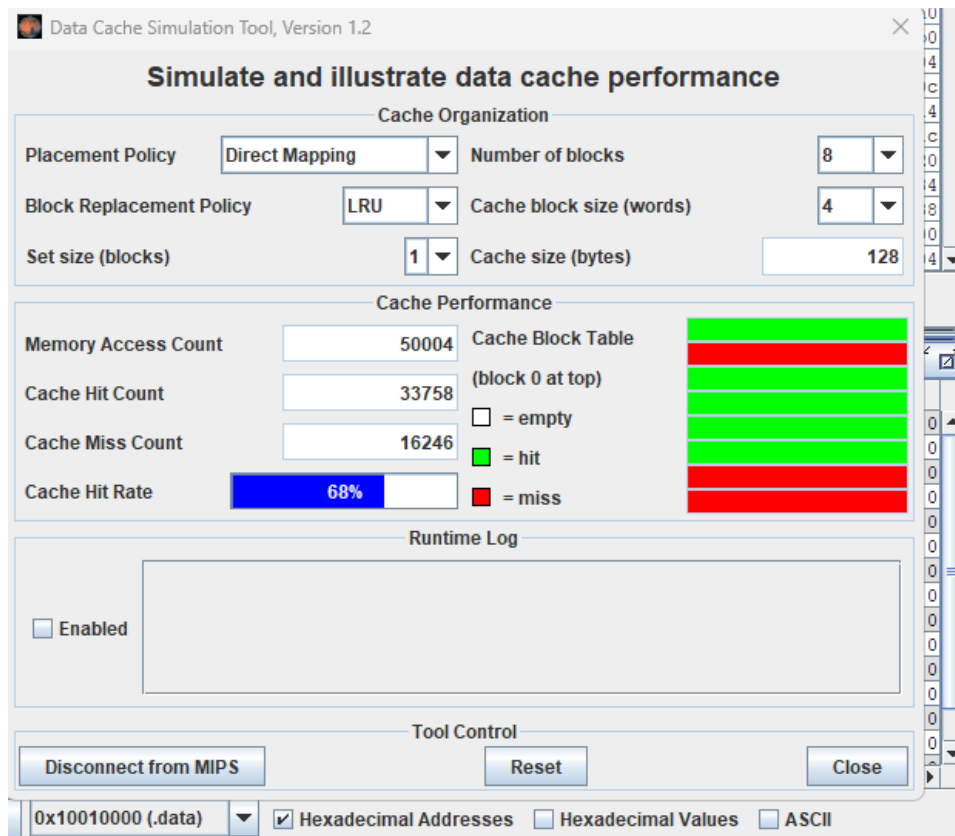 Data Cache Simulation Tool, Version 1.2
Simulate and illustrate data cache performance
Cache Organization
Placement Policy Direct Mapping Number of blocks 8
Block Replacement Policy LRU Cache block size (words) 4
Set size (blocks) 1 Cache size (bytes) 128
Cache Performance
Memory Access Count 50004 Cache Block Table
(block 0 at top)
Cache Hit Count 33758
= empty
Cache Miss Count 16246
= hit
Cache Hit Rate 68%
= miss
Runtime Log
Enabled
Tool Control
Disconnect from MIPS Reset Close
0x10010000 (.data) Hexadecimal Addresses Hexadecimal Values ASCII